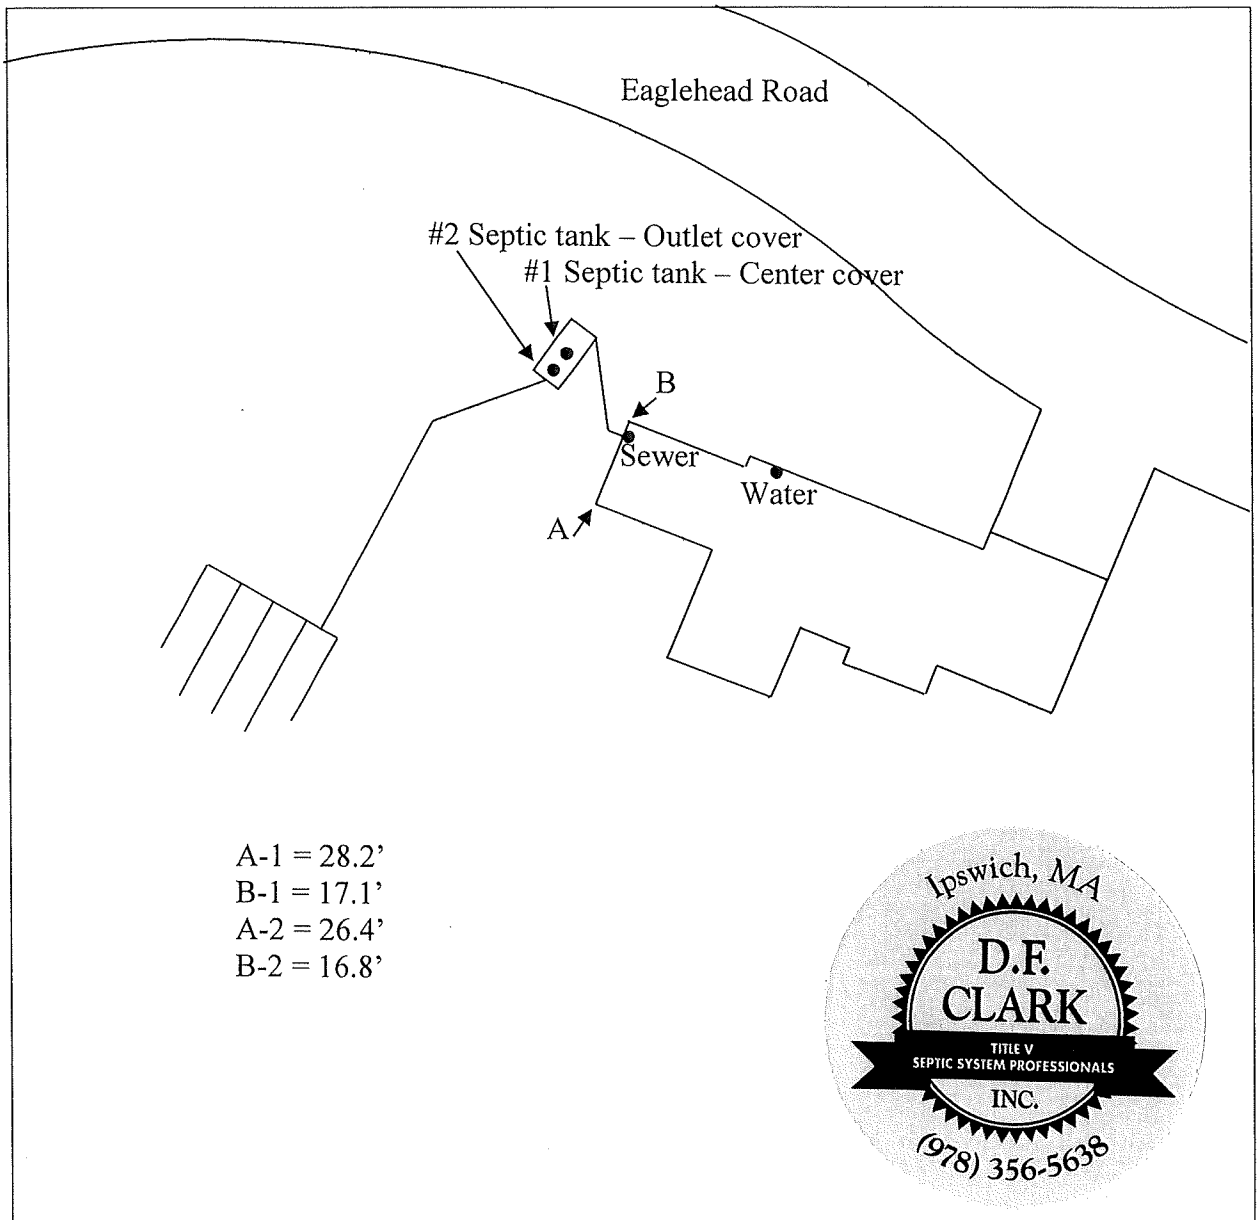 Eaglehead Road
#2 Septic tank – Outlet cover
#1 Septic tank – Center cover
B
Sewer
Water
A
A-1 = 28.2’
B-1 = 17.1’
A-2 = 26.4’
B-2 = 16.8’
Ipswich, MA
D.F.
CLARK
TITLE V
SEPTIC SYSTEM PROFESSIONALS
INC.
(978) 356-5638